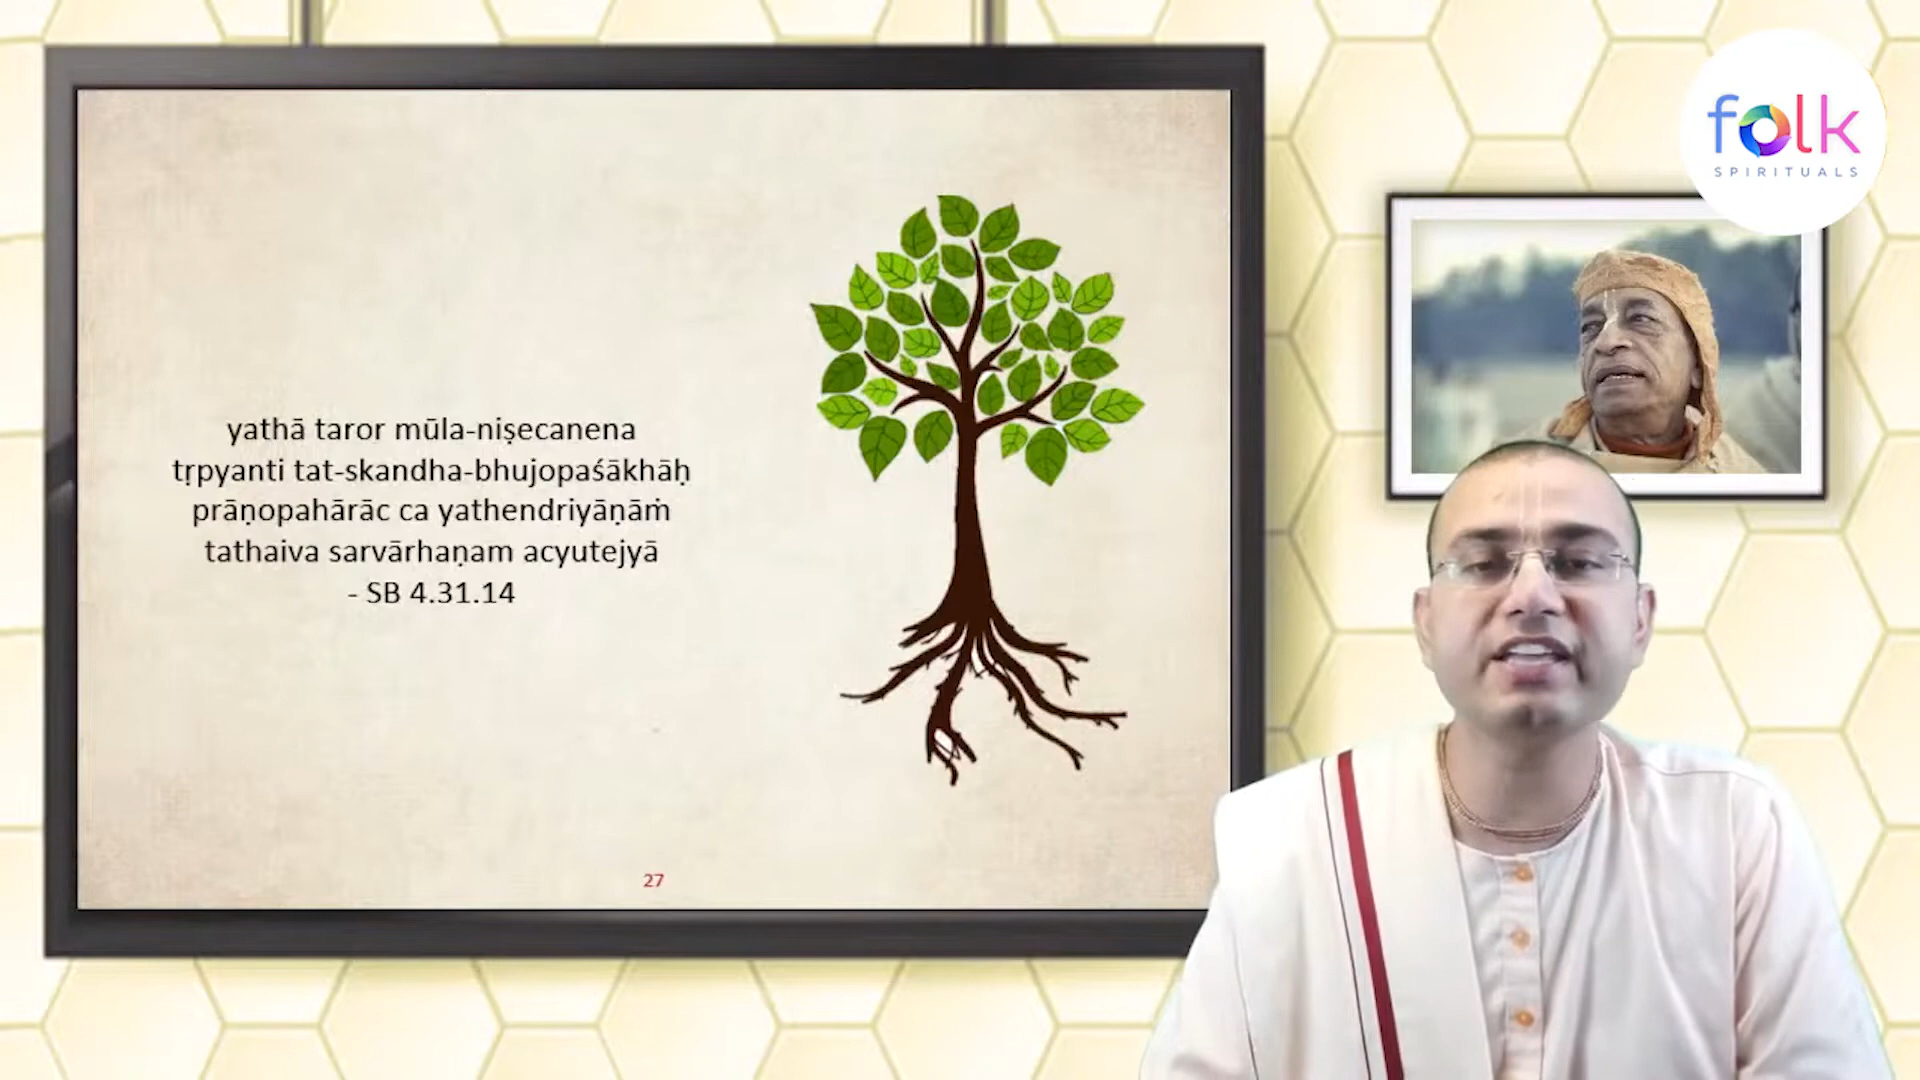 yathā taror mūla-niṣecanena
tṛpyanti tat-skandha-bhujopaśākhāḥ
prāṇopahārāc ca yathendriyāṇāṁ
tathaiva sarvārhaṇam acyutejyā
- SB 4.31.14
27
folk
SPIRITUALS